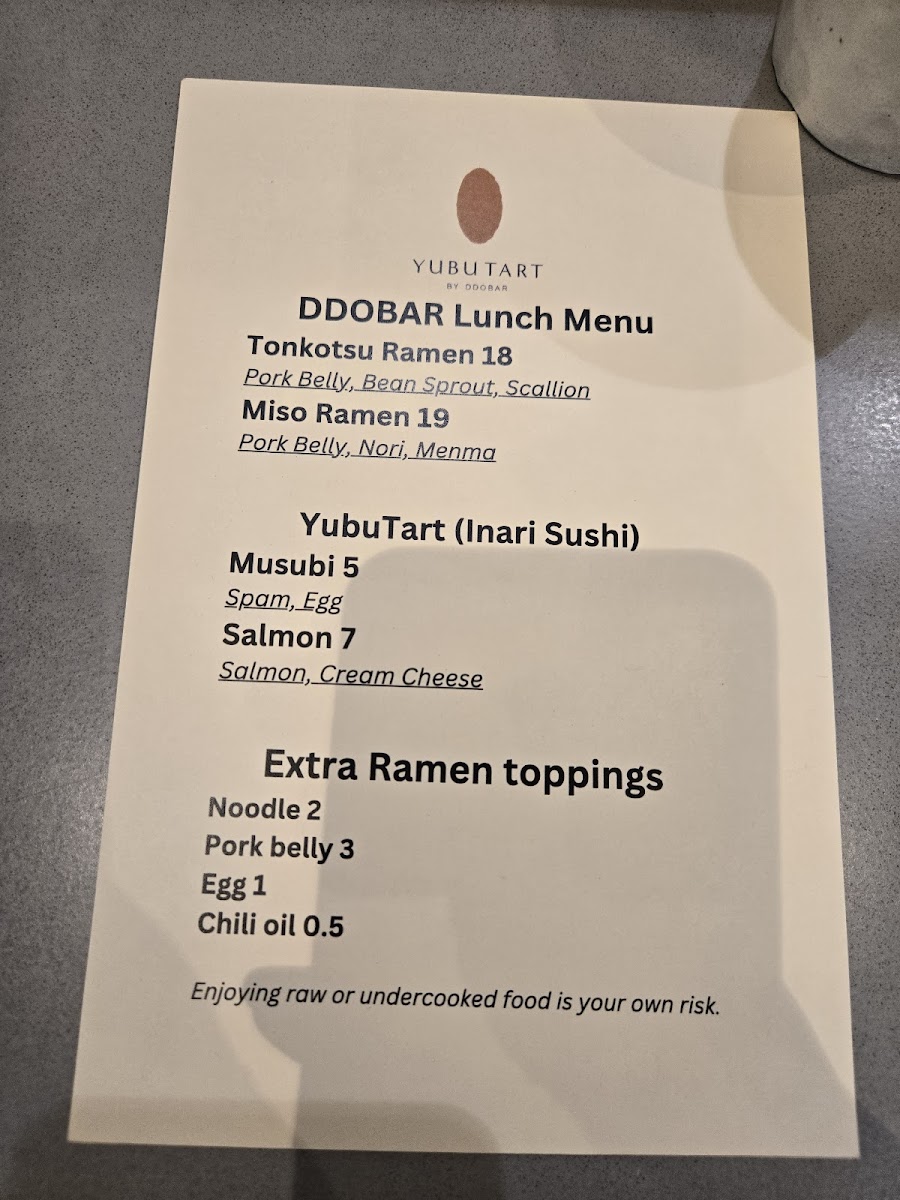 YUBU TART
BY DDOBAR
DDOBAR Lunch Menu
Tonkotsu Ramen 18
Pork Belly, Bean Sprout, Scallion
Miso Ramen 19
Pork Belly, Nori, Menma
YubuTart (Inari Sushi)
Musubi 5
Spam, Egg
Salmon 7
Salmon, Cream Cheese
Extra Ramen toppings
Noodle 2
Pork belly 3
Egg 1
Chili oil 0.5
Enjoying raw or undercooked food is your own risk.